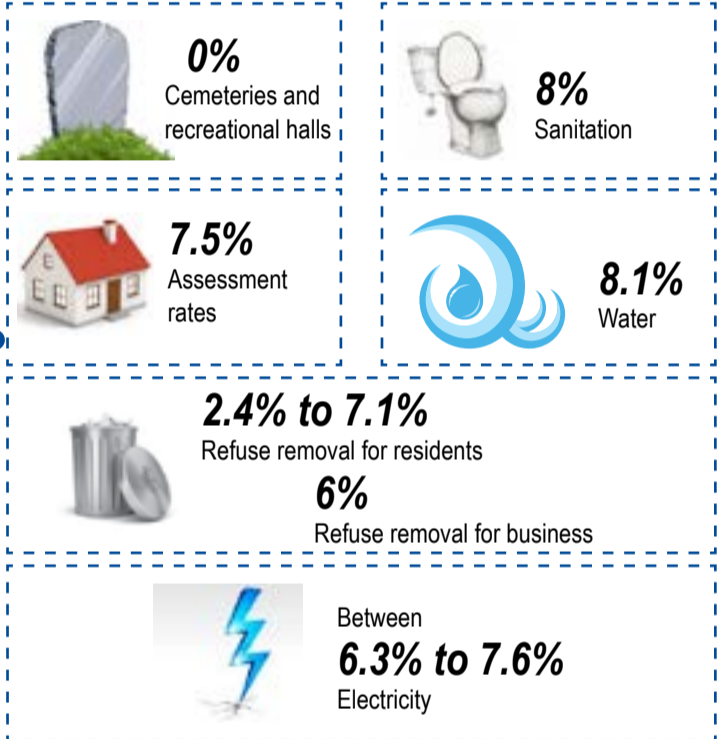 0%
Cemeteries and
recreational halls
8%
Sanitation
7.5%
Assessment
rates
8.1%
Water
2.4% to 7.1%
Refuse removal for residents
6%
Refuse removal for business
Between
6.3% to 7.6%
Electricity